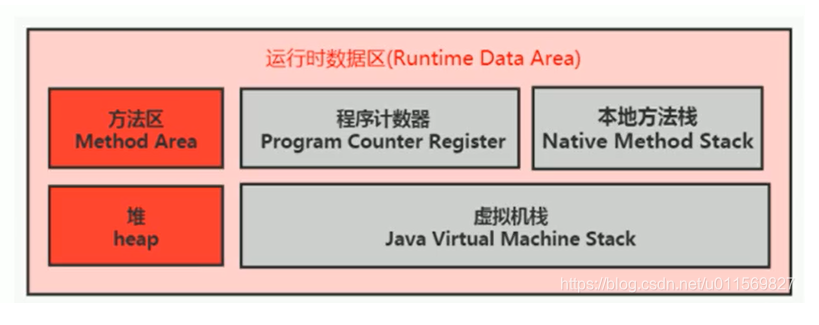 运行时数据区(Runtime Data Area)
方法区
Method Area
程序计数器
Program Counter Register
本地方法栈
Native Method Stack
堆
heap
虚拟机栈
Java Virtual Machine Stack
https://blog.csdn.net/u011569827